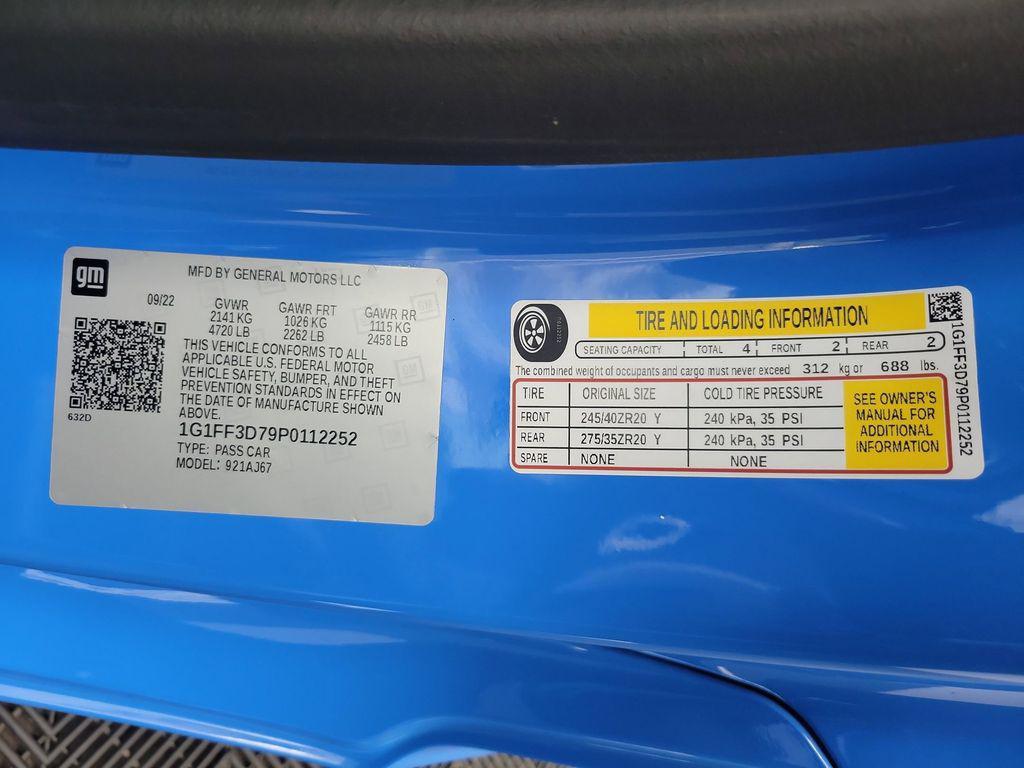 gm
MFD BY GENERAL MOTORS LLC
09/22
GVWR GAWR FRT GAWR RR
2141 KG 1026 KG 1115 KG
4720 LB 2262 LB 2458 LB
THIS VEHICLE CONFORMS TO ALL
APPLICABLE U.S. FEDERAL MOTOR
VEHICLE SAFETY, BUMPER, AND THEFT
PREVENTION STANDARDS IN EFFECT ON
THE DATE OF MANUFACTURE SHOWN
ABOVE.
632D
1G1FF3D79P0112252
TYPE: PASS CAR
MODEL: 921AJ67
TIRE AND LOADING INFORMATION
SEATING CAPACITY TOTAL 4 FRONT 2 REAR 2
The combined weight of occupants and cargo must never exceed 312 kg or 688 lbs.
TIRE ORIGINAL SIZE COLD TIRE PRESSURE
FRONT 245/40ZR20 Y 240 kPa, 35 PSI
REAR 275/35ZR20 Y 240 kPa, 35 PSI
SPARE NONE NONE
SEE OWNER'S
MANUAL FOR
ADDITIONAL
INFORMATION
1G1FF3D79P0112252